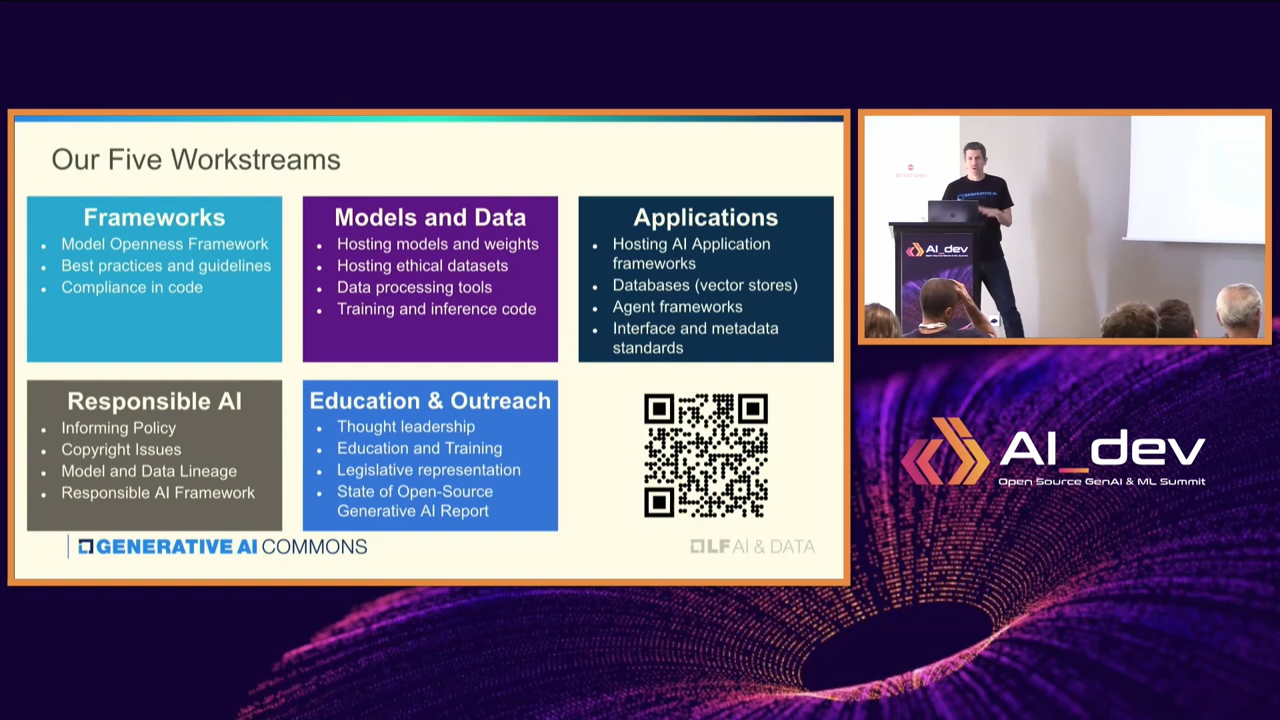 Our Five Workstreams
Frameworks
Model Openness Framework
Best practices and guidelines
Compliance in code
Models and Data
Hosting models and weights
Hosting ethical datasets
Data processing tools
Training and inference code
Applications
Hosting AI Application
frameworks
Databases (vector stores)
Agent frameworks
Interface and metadata
standards
Responsible AI
Informing Policy
Copyright Issues
Model and Data Lineage
Responsible AI Framework
Education & Outreach
Thought leadership
Education and Training
Legislative representation
State of Open-Source
Generative AI Report
GENERATIVE AI COMMONS
LF AI & DATA
GENERATIVE AI
AI_dev
AI_dev
Open Source GenAI & ML Summit